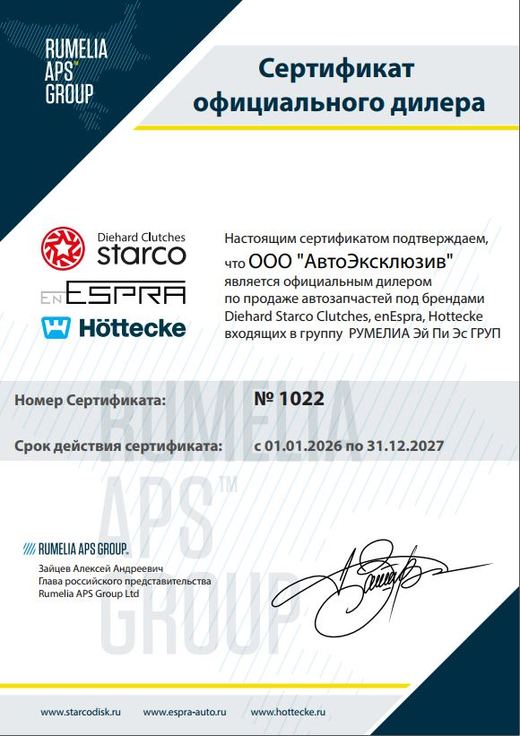 RUMELIA
APS™
GROUP
Сертификат
официального дилера
Diehard Clutches
starco
enESPRA
Höttecke
Настоящим сертификатом подтверждаем,
что ООО "АвтоЭксклюзив"
является официальным дилером
по продаже автозапчастей под брендами
Diehard Starco Clutches, enEspra, Hottecke
входящих в группу РУМЕЛИА Эй Пи Эс ГРУП
Номер Сертификата: № 1022
Срок действия сертификата: с 01.01.2026 по 31.12.2027
RUMELIA
APS™
GROUP
RUMELIA APS GROUP™
Зайцев Алексей Андреевич
Глава российского представительства
Rumelia APS Group Ltd
www.starcodisk.ru www.espra-auto.ru www.hottecke.ru